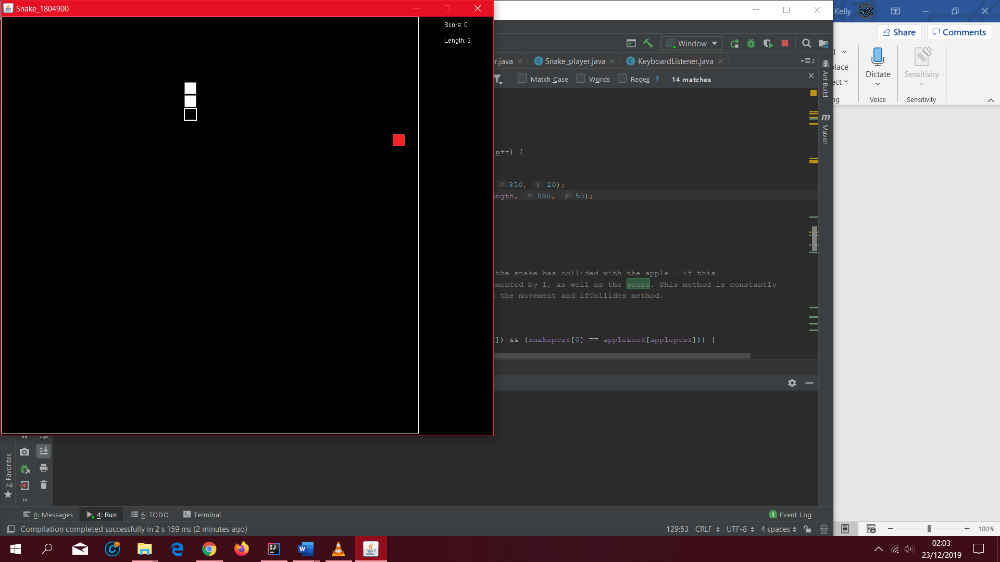 Snake_1804900
Score: 0
Length: 3
Kelly
Share
Comments
Window
r.java
Snake_player.java
KeyboardListener.java
2
Match Case
Words
Regex
?
14 matches
lace
Dictate
Sensitivity
ect
ng
Voice
Sensitivity
Ant Build
m Maven
n++) {
x: 850, y: 20);
ngth, x: 850, y: 50);
the snake has collided with the apple - if this
mented by 1, as well as the score. This method is constantly
s the movement and ifCollides method.
]) && (snakeposY[0] == appleLocY[appleposY])) {
2: Favorites
0: Messages
4: Run
6: TODO
Terminal
1 Event Log
Compilation completed successfully in 2 s 159 ms (2 minutes ago)
129:53 CRLF UTF-8 4 spaces
100%
02:03
23/12/2019